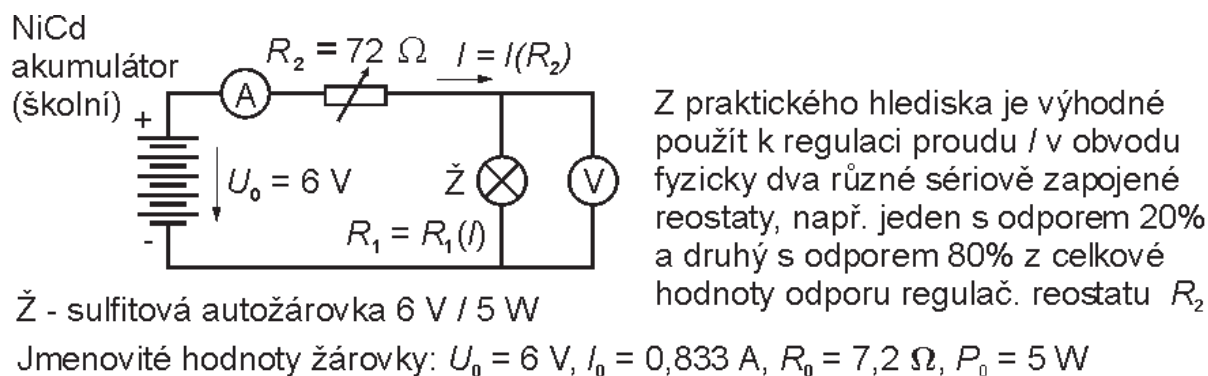 NiCd
akumulátor
(školní)
R₂ = 72 Ω
I = I(R₂)
A
+
U₀ = 6 V
-
Ž
V
R₁ = R₁(I)
Z praktického hlediska je výhodné
použít k regulaci proudu I v obvodu
fyzicky dva různé sériově zapojené
reostaty, např. jeden s odporem 20%
a druhý s odporem 80% z celkové
hodnoty odporu regulač. reostatu R₂
Ž - sulfitová autožárovka 6 V / 5 W
Jmenovité hodnoty žárovky: U₀ = 6 V, I₀ = 0,833 A, R₀ = 7,2 Ω, P₀ = 5 W